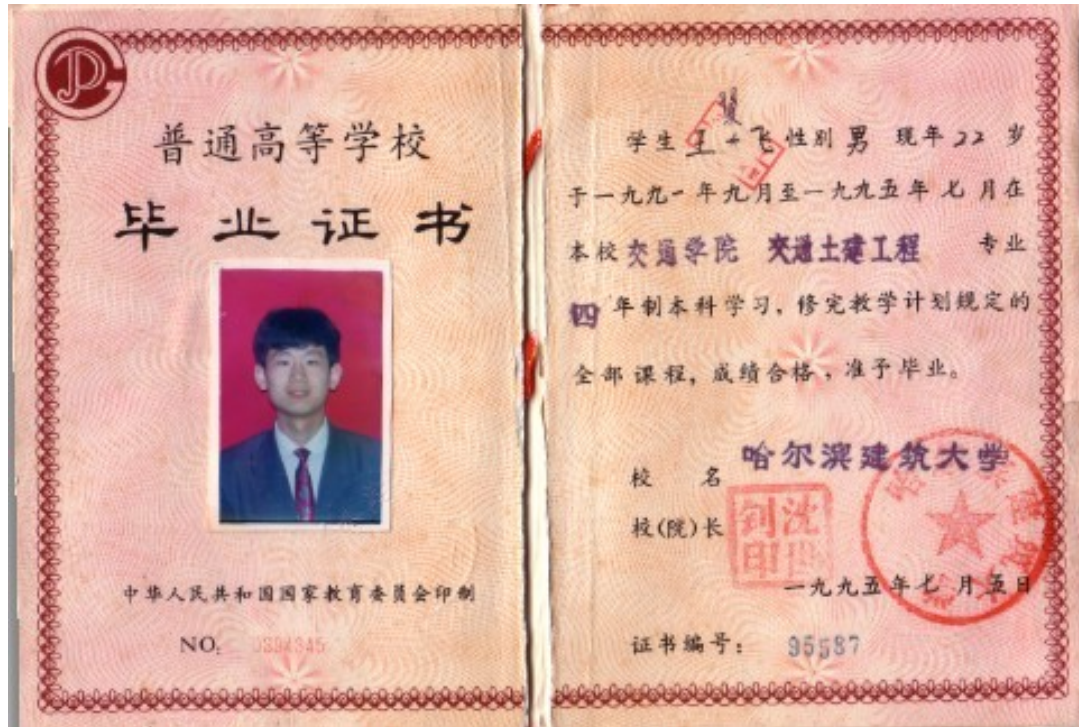 普通高等学校
毕业证书
中华人民共和国国家教育委员会印制
NO:
学生王 飞性别男 现年22岁
于一九九一年九月至一九九五年七月在
本校交通学院 交通土建工程 专业
四年制本科学习,修完教学计划规定的
全部课程,成绩合格,准予毕业。
校 名 哈尔滨建筑大学
校(院)长
一九九五年七月五日
证书编号: 95587